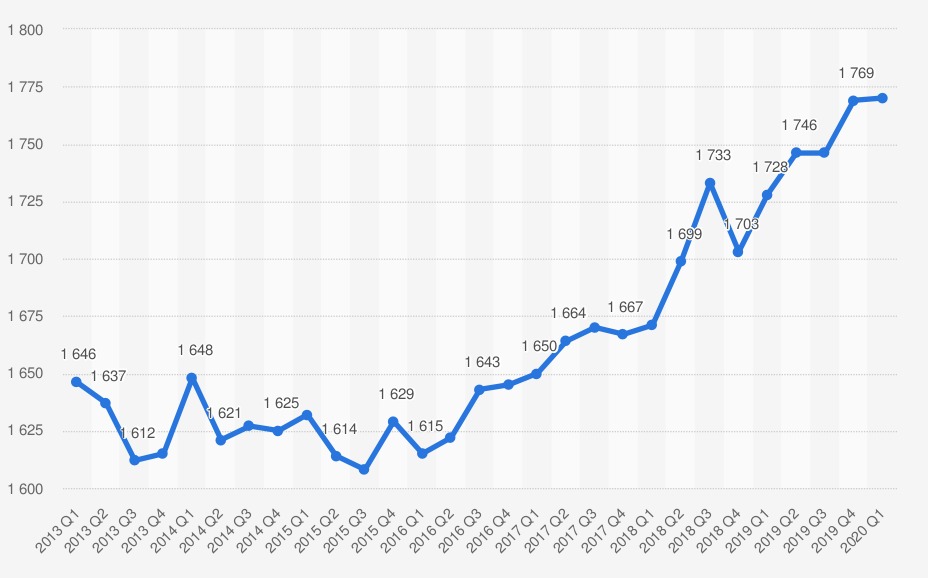 1 800
1 775
1 750
1 725
1 700
1 675
1 650
1 625
1 600
1 646
1 637
1 612
1 648
1 621
1 625
1 614
1 629
1 615
1 643
1 650
1 664
1 667
1 699
1 733
1 703
1 728
1 746
1 769
2013 Q1
2013 Q2
2013 Q3
2013 Q4
2014 Q1
2014 Q2
2014 Q3
2014 Q4
2015 Q1
2015 Q2
2015 Q3
2015 Q4
2016 Q1
2016 Q2
2016 Q3
2016 Q4
2017 Q1
2017 Q2
2017 Q3
2017 Q4
2018 Q1
2018 Q2
2018 Q3
2018 Q4
2019 Q1
2019 Q2
2019 Q3
2019 Q4
2020 Q1